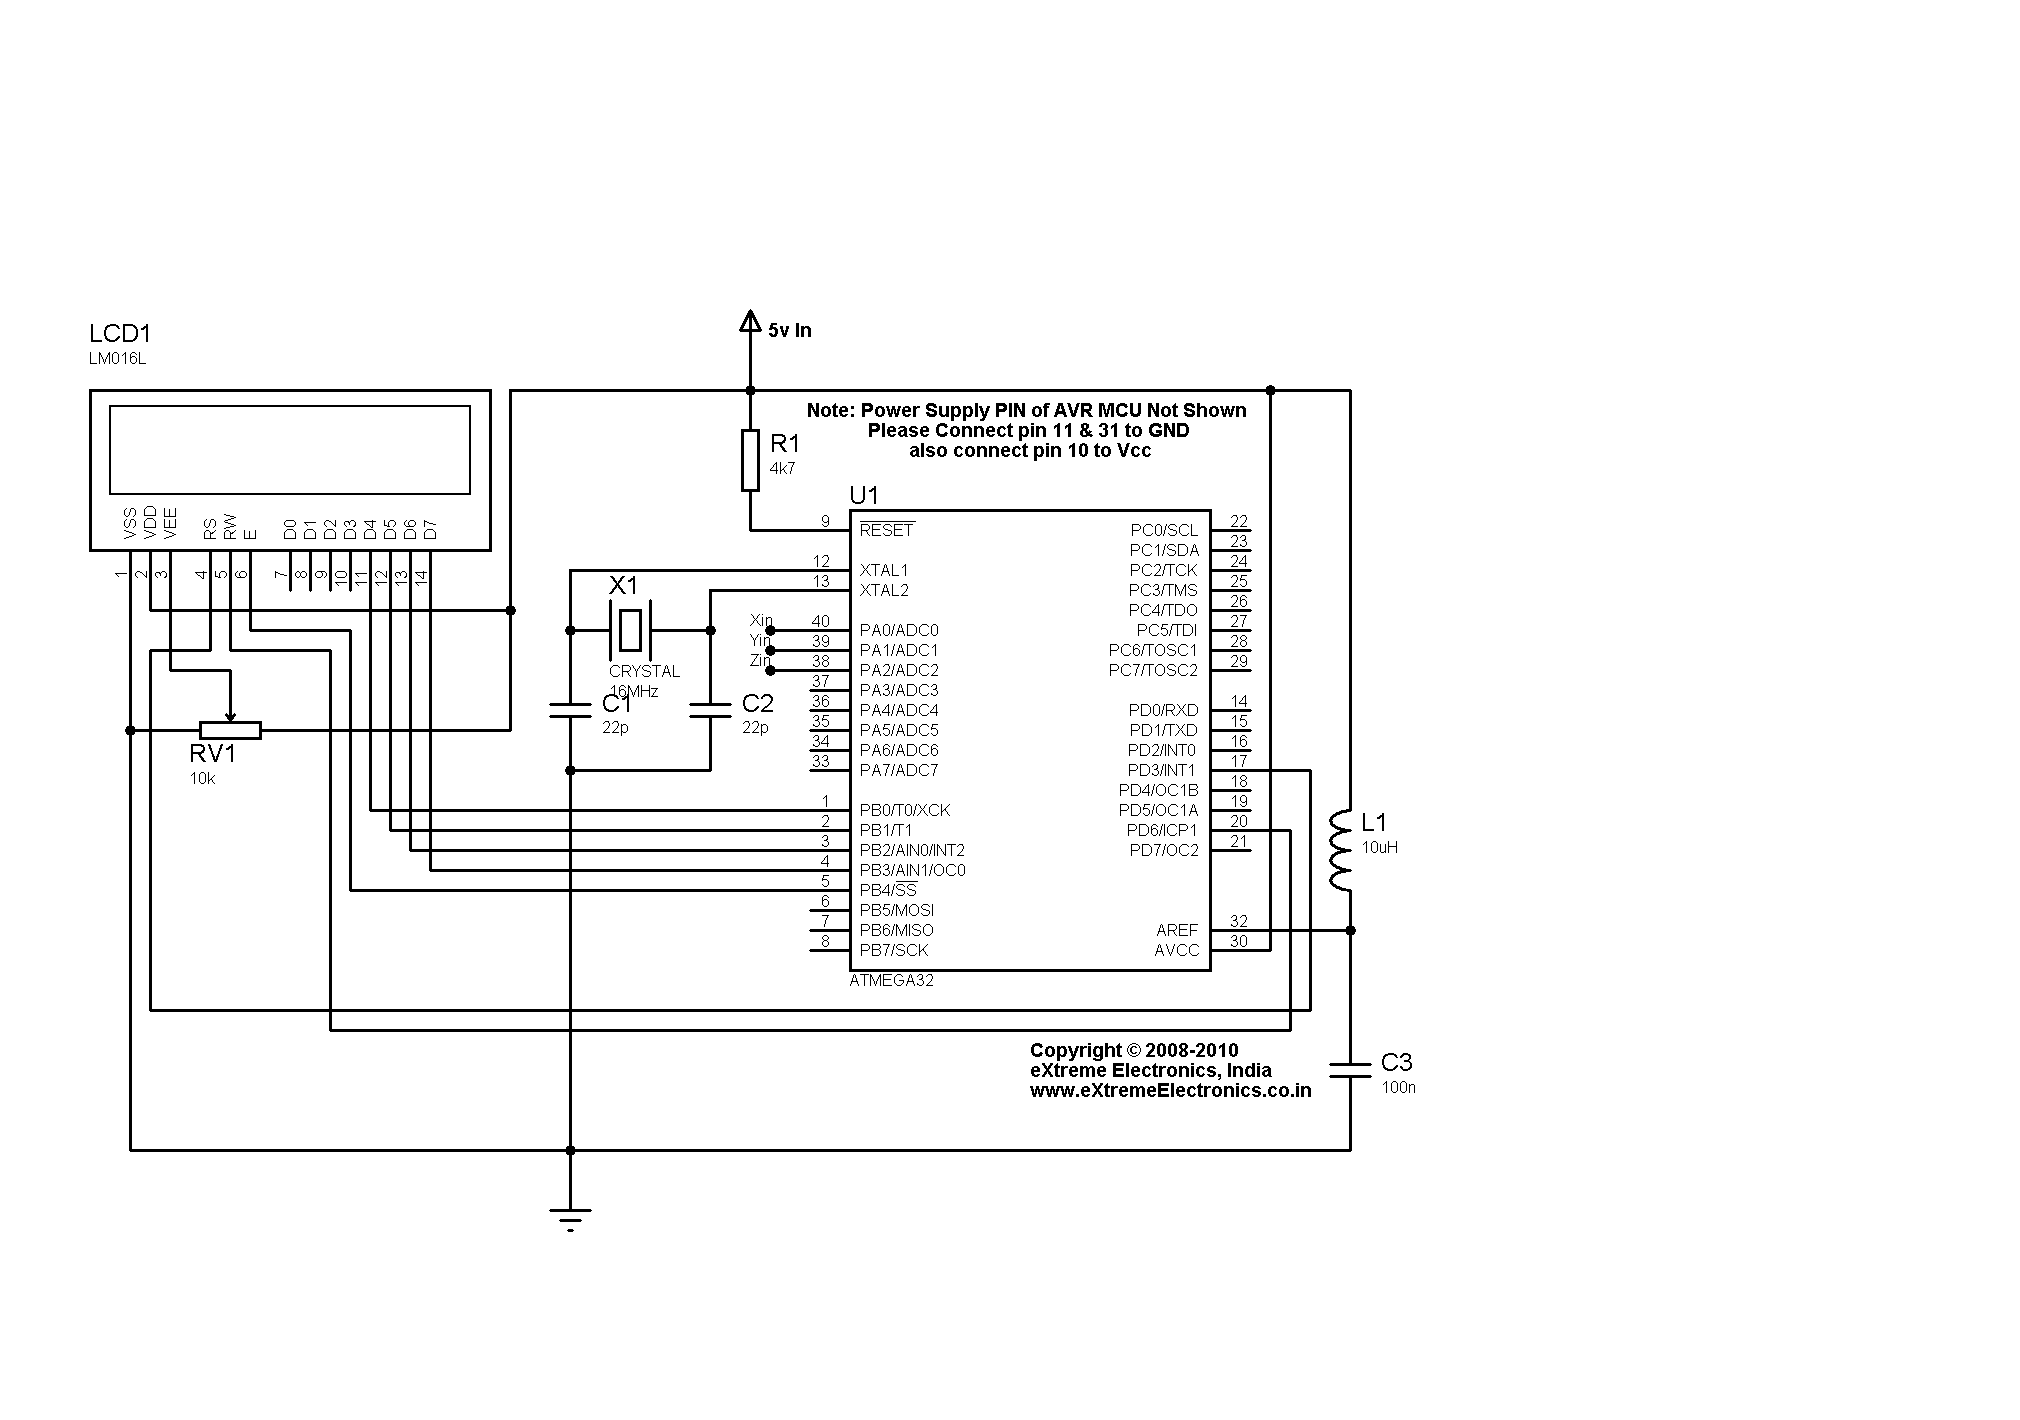 LCD1
LM016L
5v In
Note: Power Supply PIN of AVR MCU Not Shown
Please Connect pin 11 & 31 to GND
also connect pin 10 to Vcc
R1
4k7
VSS
VDD
VEE
RS
RW
E
D0
D1
D2
D3
D4
D5
D6
D7
1
2
3
4
5
6
7
8
9
10
11
12
13
14
RV1
10k
X1
CRYSTAL
16MHz
C1
22p
C2
22p
Xin
Yin
Zin
U1
9 RESET
12 XTAL1
13 XTAL2
40 PA0/ADC0
39 PA1/ADC1
38 PA2/ADC2
37 PA3/ADC3
36 PA4/ADC4
35 PA5/ADC5
34 PA6/ADC6
33 PA7/ADC7
1 PB0/T0/XCK
2 PB1/T1
3 PB2/AIN0/INT2
4 PB3/AIN1/OC0
5 PB4/SS
6 PB5/MOSI
7 PB6/MISO
8 PB7/SCK
PC0/SCL 22
PC1/SDA 23
PC2/TCK 24
PC3/TMS 25
PC4/TDO 26
PC5/TDI 27
PC6/TOSC1 28
PC7/TOSC2 29
PD0/RXD 14
PD1/TXD 15
PD2/INT0 16
PD3/INT1 17
PD4/OC1B 18
PD5/OC1A 19
PD6/ICP1 20
PD7/OC2 21
AREF 32
AVCC 30
ATMEGA32
L1
10uH
C3
100n
Copyright © 2008-2010
eXtreme Electronics, India
www.eXtremeElectronics.co.in